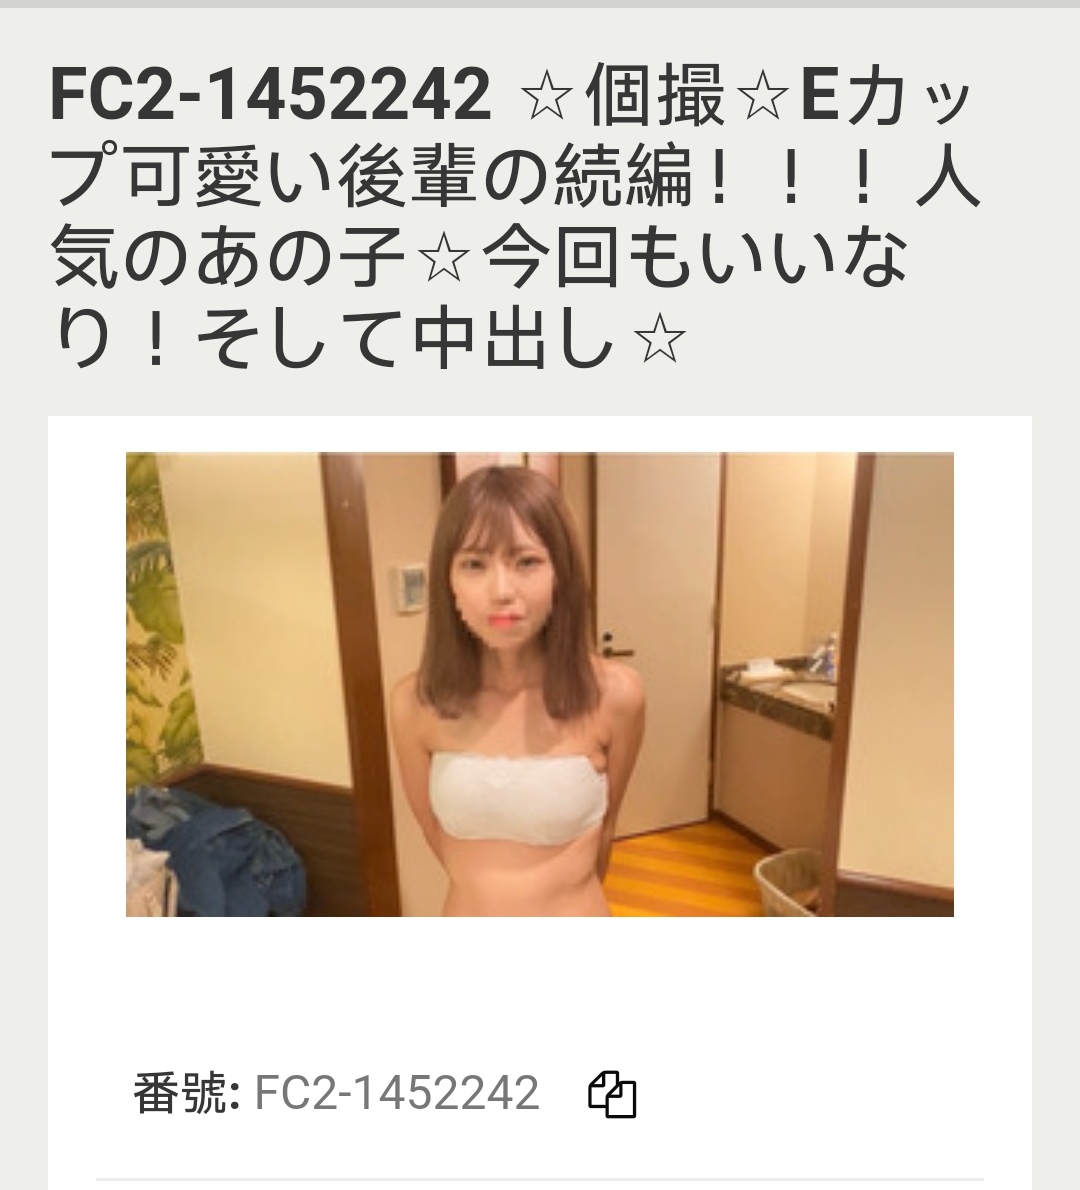 FC2-1452242 ☆個撮☆Eカッ
プ可愛い後輩の続編！！！人
気のあの子☆今回もいいな
り！そして中出し☆
番號: FC2-1452242